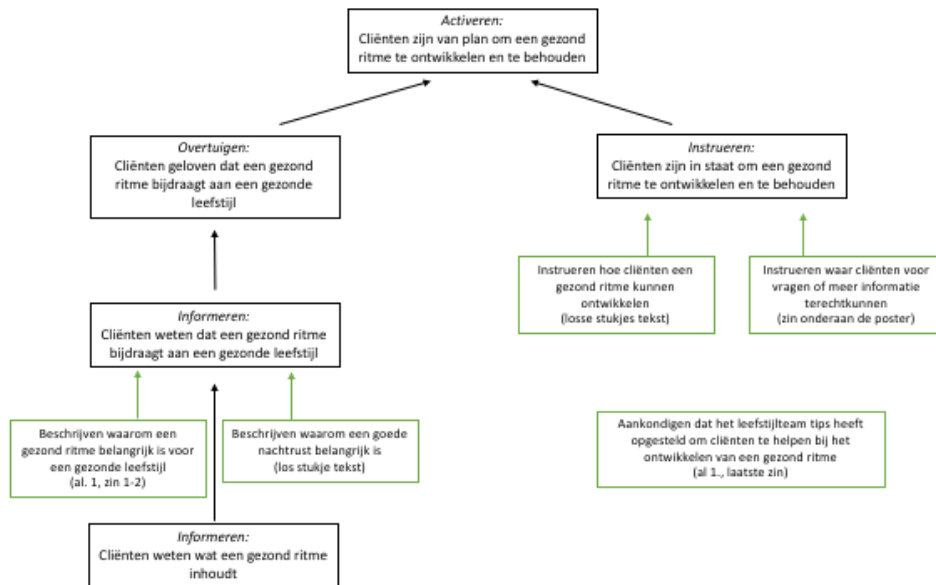 Activeren:
Cliënten zijn van plan om een gezond
ritme te ontwikkelen en te behouden
Overtuigen:
Cliënten geloven dat een gezond
ritme bijdraagt aan een gezonde
leefstijl
Instrueren:
Cliënten zijn in staat om een gezond
ritme te ontwikkelen en te behouden
Instrueren hoe cliënten een
gezond ritme kunnen
ontwikkelen
(losse stukjes tekst)
Instrueren waar cliënten voor
vragen of meer informatie
terechtkunnen
(zin onderaan de poster)
Informeren:
Cliënten weten dat een gezond ritme
bijdraagt aan een gezonde leefstijl
Beschrijven waarom een
gezond ritme belangrijk is voor
een gezonde leefstijl
(al. 1, zin 1-2)
Beschrijven waarom een goede
nachtrust belangrijk is
(los stukje tekst)
Aankondigen dat het leefstijlteam tips heeft
opgesteld om cliënten te helpen bij het
ontwikkelen van een gezond ritme
(al 1., laatste zin)
Informeren:
Cliënten weten wat een gezond ritme
inhoudt